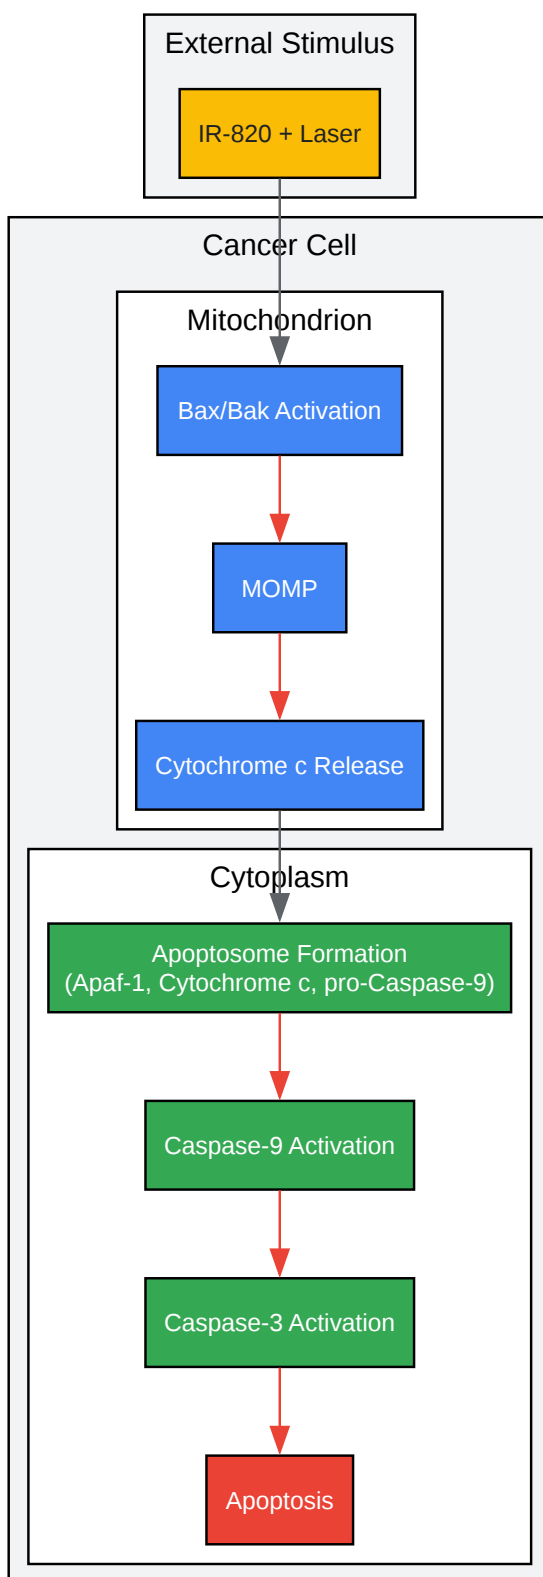 External Stimulus
IR-820 + Laser
Cancer Cell
Mitochondrion
Bax/Bak Activation
MOMP
Cytochrome c Release
Cytoplasm
Apoptosome Formation
(Apaf-1, Cytochrome c, pro-Caspase-9)
Caspase-9 Activation
Caspase-3 Activation
Apoptosis